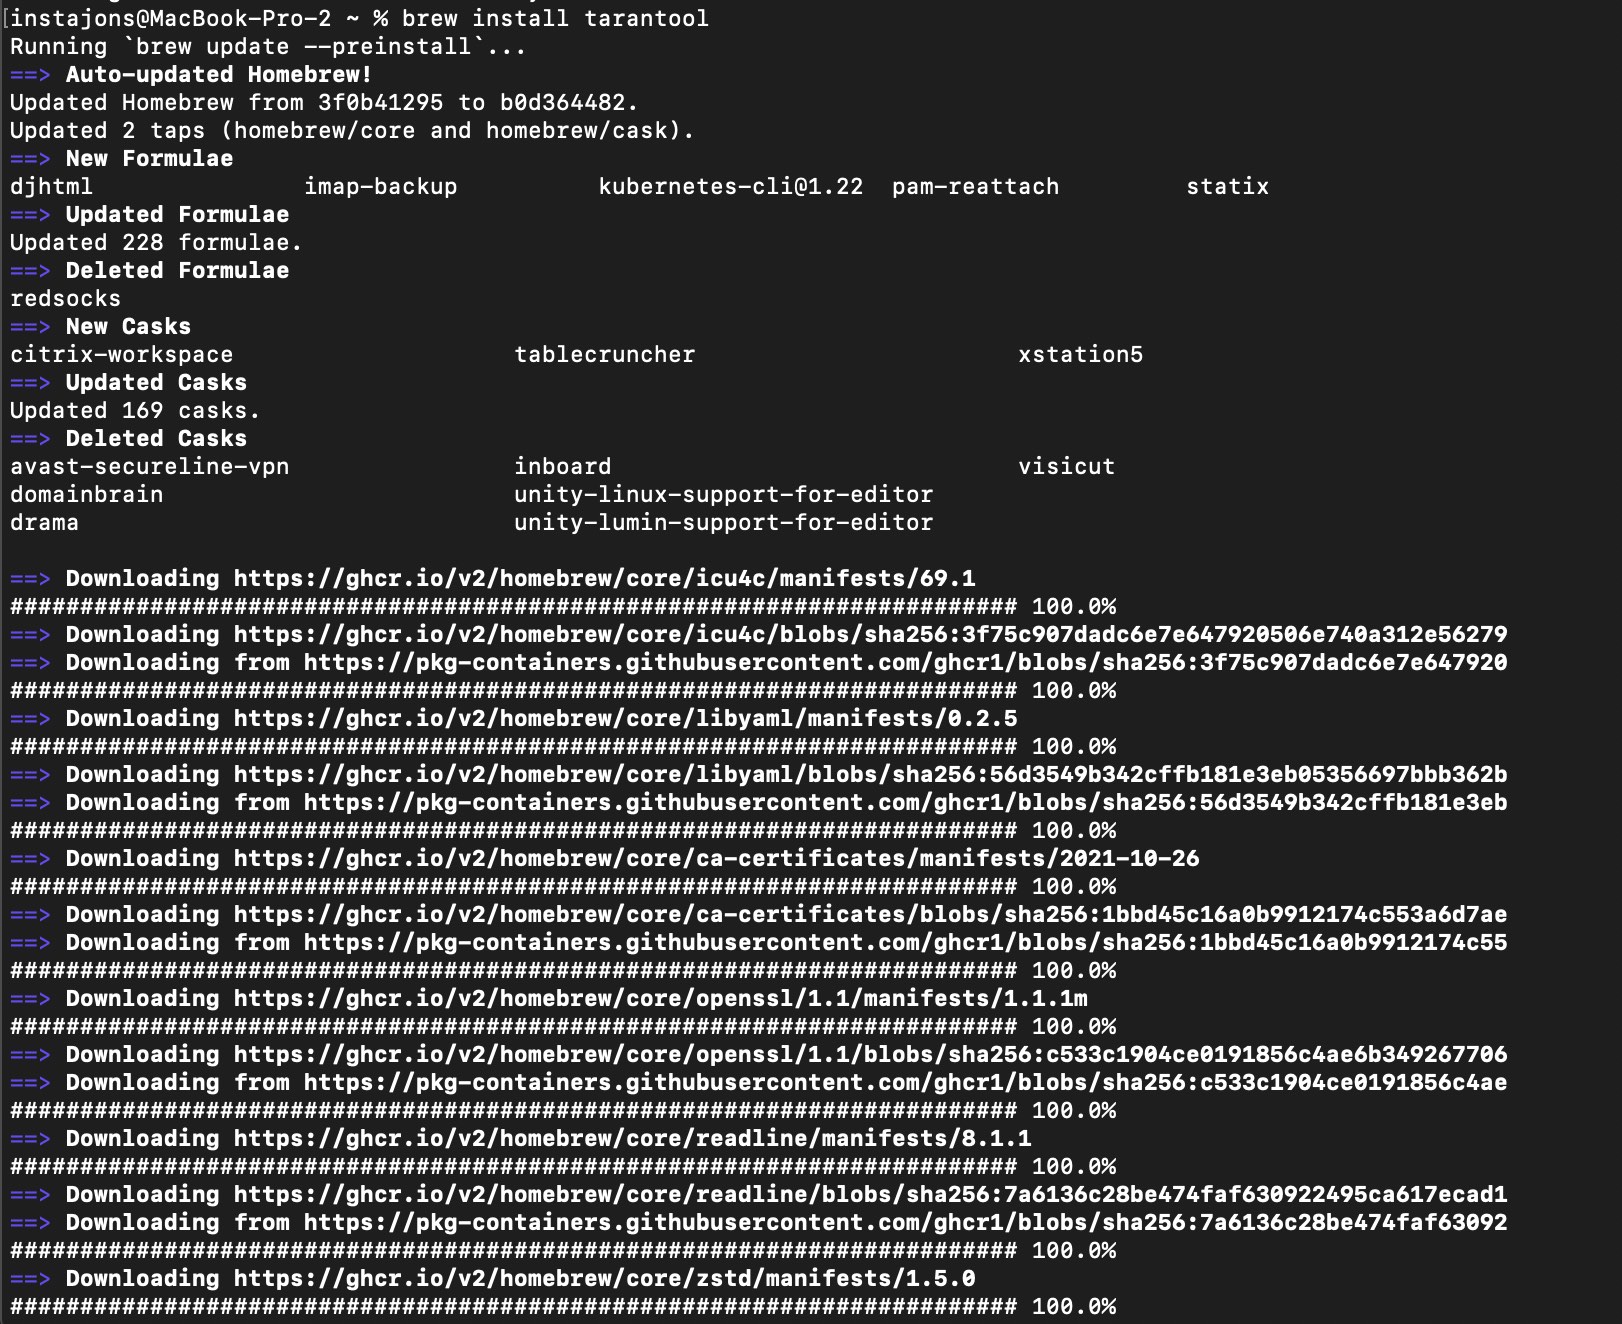 [instajons@MacBook-Pro-2 ~ % brew install tarantool
Running `brew update --preinstall`...
==> Auto-updated Homebrew!
Updated Homebrew from 3f0b41295 to b0d364482.
Updated 2 taps (homebrew/core and homebrew/cask).
==> New Formulae
djhtml imap-backup kubernetes-cli@1.22 pam-reattach statix
==> Updated Formulae
Updated 228 formulae.
==> Deleted Formulae
redsocks
==> New Casks
citrix-workspace tablecruncher xstation5
==> Updated Casks
Updated 169 casks.
==> Deleted Casks
avast-secureline-vpn inboard visicut
domainbrain unity-linux-support-for-editor
drama unity-lumin-support-for-editor
==> Downloading https://ghcr.io/v2/homebrew/core/icu4c/manifests/69.1
######################################################################## 100.0%
==> Downloading https://ghcr.io/v2/homebrew/core/icu4c/blobs/sha256:3f75c907dadc6e7e647920506e740a312e56279
==> Downloading from https://pkg-containers.githubusercontent.com/ghcr1/blobs/sha256:3f75c907dadc6e7e647920
######################################################################## 100.0%
==> Downloading https://ghcr.io/v2/homebrew/core/libyaml/manifests/0.2.5
######################################################################## 100.0%
==> Downloading https://ghcr.io/v2/homebrew/core/libyaml/blobs/sha256:56d3549b342cffb181e3eb05356697bbb362b
==> Downloading from https://pkg-containers.githubusercontent.com/ghcr1/blobs/sha256:56d3549b342cffb181e3eb
######################################################################## 100.0%
==> Downloading https://ghcr.io/v2/homebrew/core/ca-certificates/manifests/2021-10-26
######################################################################## 100.0%
==> Downloading https://ghcr.io/v2/homebrew/core/ca-certificates/blobs/sha256:1bbd45c16a0b9912174c553a6d7ae
==> Downloading from https://pkg-containers.githubusercontent.com/ghcr1/blobs/sha256:1bbd45c16a0b9912174c55
######################################################################## 100.0%
==> Downloading https://ghcr.io/v2/homebrew/core/openssl/1.1/manifests/1.1.1m
######################################################################## 100.0%
==> Downloading https://ghcr.io/v2/homebrew/core/openssl/1.1/blobs/sha256:c533c1904ce0191856c4ae6b349267706
==> Downloading from https://pkg-containers.githubusercontent.com/ghcr1/blobs/sha256:c533c1904ce0191856c4ae
######################################################################## 100.0%
==> Downloading https://ghcr.io/v2/homebrew/core/readline/manifests/8.1.1
######################################################################## 100.0%
==> Downloading https://ghcr.io/v2/homebrew/core/readline/blobs/sha256:7a6136c28be474faf630922495ca617ecad1
==> Downloading from https://pkg-containers.githubusercontent.com/ghcr1/blobs/sha256:7a6136c28be474faf63092
######################################################################## 100.0%
==> Downloading https://ghcr.io/v2/homebrew/core/zstd/manifests/1.5.0
######################################################################## 100.0%